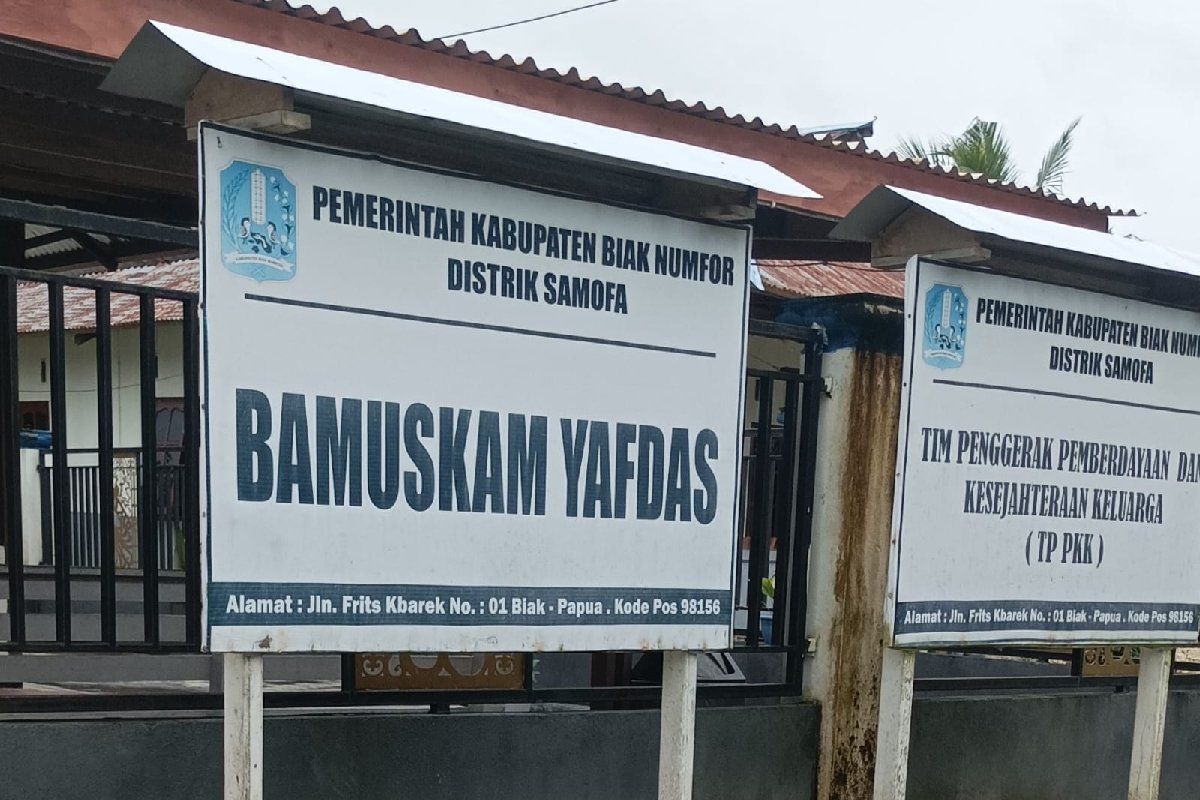 PEMERINTAH KABUPATEN BIAK NUMFOR
DISTRIK SAMOFA
BAMUSKAM YAFDAS
Alamat : Jln. Frits Kbarek No. : 01 Biak - Papua . Kode Pos 98156
PEMERINTAH KABUPATEN BIAK NUMF
DISTRIK SAMOFA
TIM PENGGERAK PEMBERDAYAAN DAN
KESEJAHTERAAN KELUARGA
( TP PKK )
Alamat : Jln. Frits Kbarek No. : 01 Biak - Papua . Kode Pos 98156